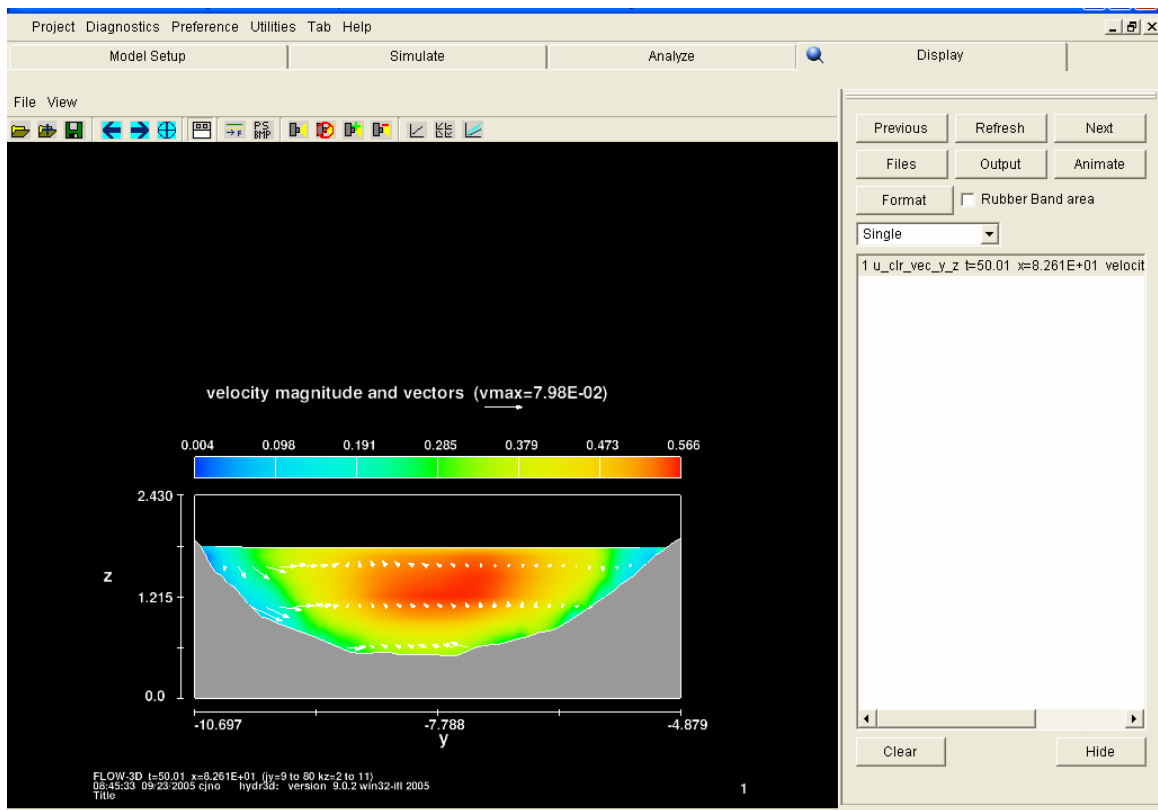 Project Diagnostics Preference Utilities Tab Help
Model Setup Simulate Analyze Display
File View
PS
BMP
Previous Refresh Next
Files Output Animate
Format Rubber Band area
Single
1 u_clr_vec_y_z t=50.01 x=8.261E+01 velocit
velocity magnitude and vectors (vmax=7.98E-02)
0.004 0.098 0.191 0.285 0.379 0.473 0.566
2.430
z
1.215
0.0
-10.697 -7.788 -4.879
y
FLOW-3D t=50.01 x=8.261E+01 (jy=9 to 80 kz=2 to 11)
08:45:33 09/23/2005 cjno hydr3d: version 9.0.2 win32-ifl 2005
Title
1
Clear Hide